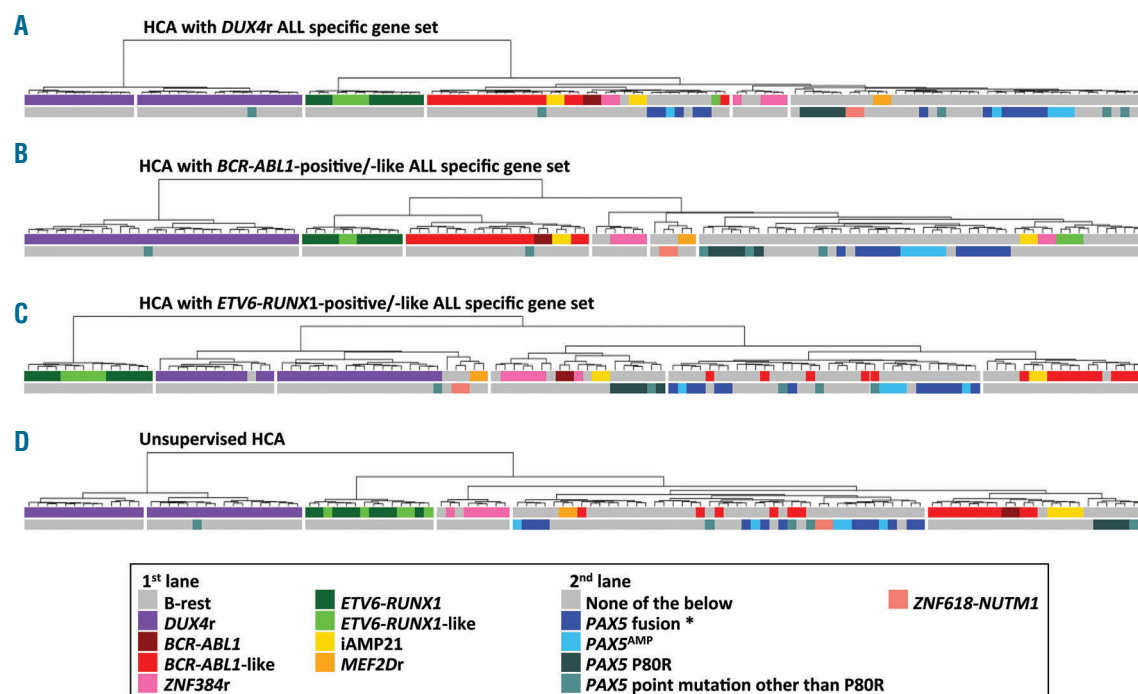 A
HCA with DUX4r ALL specific gene set
B
HCA with BCR-ABL1-positive/-like ALL specific gene set
C
HCA with ETV6-RUNX1-positive/-like ALL specific gene set
D
Unsupervised HCA
1st lane
B-rest
DUX4r
BCR-ABL1
BCR-ABL1-like
ZNF384r
ETV6-RUNX1
ETV6-RUNX1-like
iAMP21
MEF2Dr
2nd lane
None of the below
PAX5 fusion *
PAX5AMP
PAX5 P80R
PAX5 point mutation other than P80R
ZNF618-NUTM1